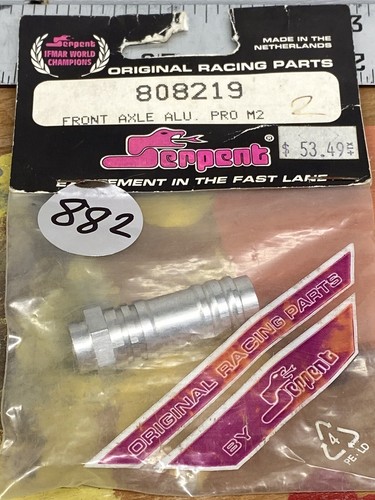 Serpent
IFMAR WORLD
CHAMPIONS
MADE IN THE
NETHERLANDS
ORIGINAL RACING PARTS
808219
2
FRONT AXLE ALU. PRO M2
Serpent®
$ 53.49
EXCITEMENT IN THE FAST LANE
882
ORIGINAL RACING PARTS
BY Serpent
4
PE-LD
3